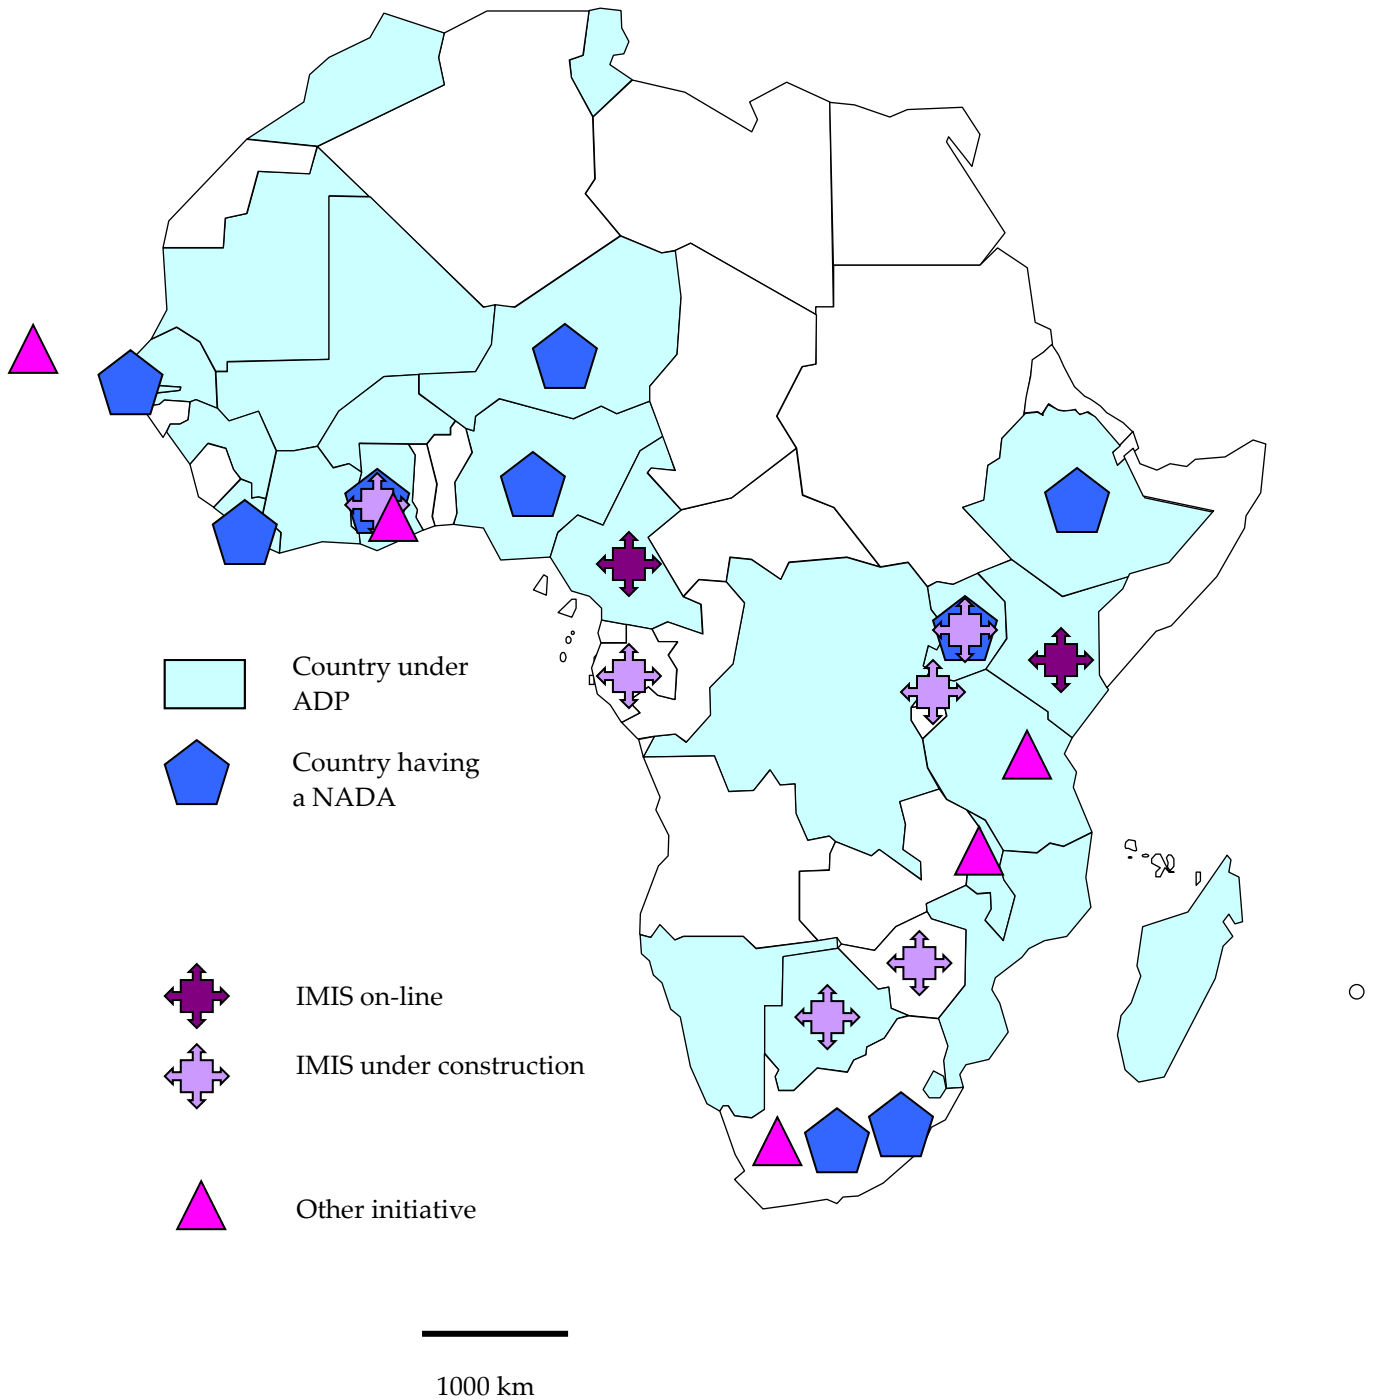 Country under
ADP
Country having
a NADA
IMIS on-line
IMIS under construction
Other initiative
1000 km